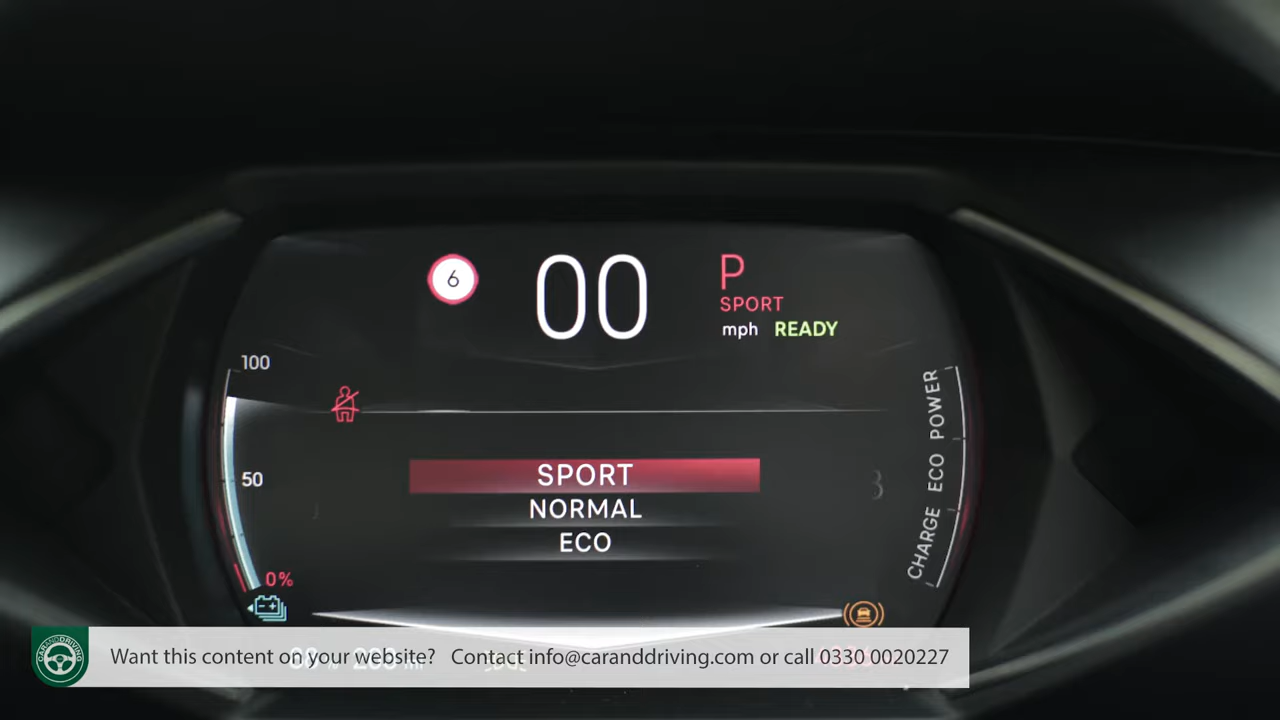 6
00
P
SPORT
mph READY
100
50
0%
SPORT
NORMAL
ECO
POWER
ECO
CHARGE
CARANDDRIVING
Want this content on your website? Contact info@caranddriving.com or call 0330 0020227